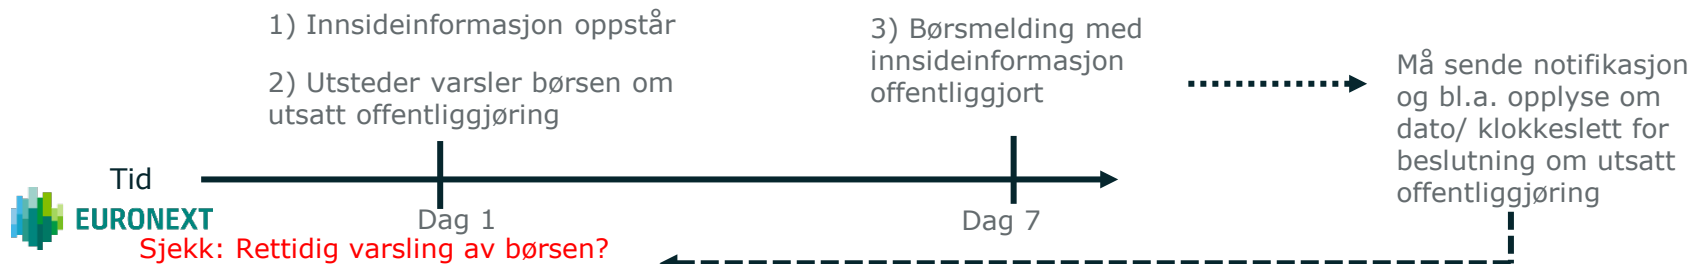 1) Innsideinformasjon oppstår
2) Utsteder varsler børsen om
utsatt offentliggjøring
3) Børsmelding med
innsideinformasjon
offentliggjort
Må sende notifikasjon
og bl.a. opplyse om
dato/ klokkeslett for
beslutning om utsatt
offentliggjøring
Tid
EURONEXT
Dag 1
Dag 7
Sjekk: Rettidig varsling av børsen?